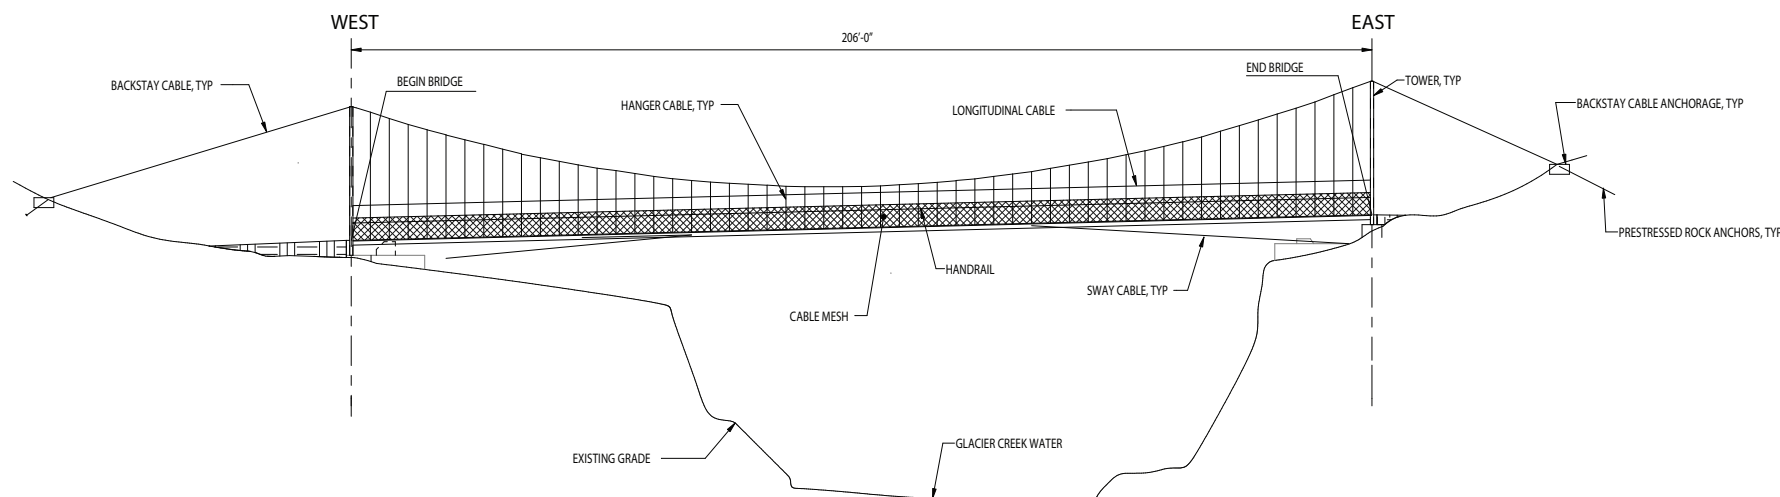 WEST
EAST
206'-0"
BACKSTAY CABLE, TYP
BEGIN BRIDGE
HANGER CABLE, TYP
LONGITUDINAL CABLE
END BRIDGE
TOWER, TYP
BACKSTAY CABLE ANCHORAGE, TYP
PRESTRESSED ROCK ANCHORS, TYP
HANDRAIL
SWAY CABLE, TYP
CABLE MESH
EXISTING GRADE
GLACIER CREEK WATER